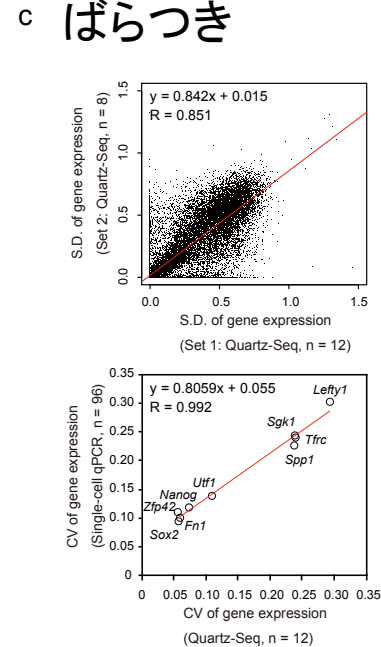 c ばらつき
y = 0.842x + 0.015
R = 0.851
S.D. of gene expression
(Set 2: Quartz-Seq, n = 8)
1.5
1.0
0.5
0.0
0.0 0.5 1.0 1.5
S.D. of gene expression
(Set 1: Quartz-Seq, n = 12)
y = 0.8059x + 0.055
R = 0.992
CV of gene expression
(Single-cell qPCR, n = 96)
0.35
0.30
0.25
0.20
0.15
0.10
0.05
0
Lefty1
Sgk1
Tfrc
Spp1
Utf1
Nanog
Zfp42
Fn1
Sox2
0 0.05 0.10 0.15 0.20 0.25 0.30 0.35
CV of gene expression
(Quartz-Seq, n = 12)